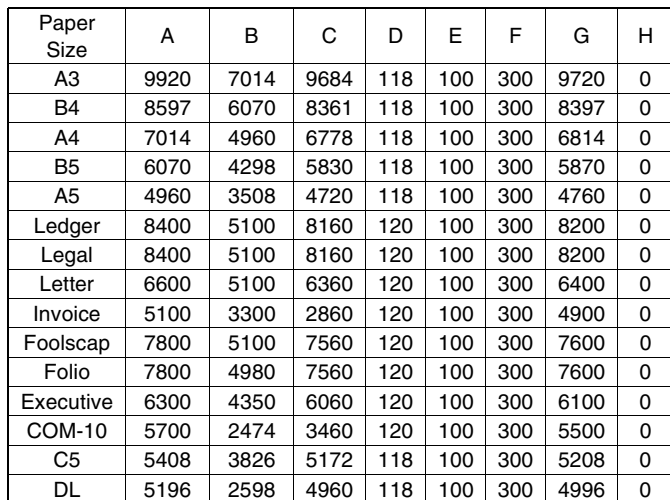 Paper Size A B C D E F G H
A3 9920 7014 9684 118 100 300 9720 0
B4 8597 6070 8361 118 100 300 8397 0
A4 7014 4960 6778 118 100 300 6814 0
B5 6070 4298 5830 118 100 300 5870 0
A5 4960 3508 4720 118 100 300 4760 0
Ledger 8400 5100 8160 120 100 300 8200 0
Legal 8400 5100 8160 120 100 300 8200 0
Letter 6600 5100 6360 120 100 300 6400 0
Invoice 5100 3300 2860 120 100 300 4900 0
Foolscap 7800 5100 7560 120 100 300 7600 0
Folio 7800 4980 7560 120 100 300 7600 0
Executive 6300 4350 6060 120 100 300 6100 0
COM-10 5700 2474 3460 120 100 300 5500 0
C5 5408 3826 5172 118 100 300 5208 0
DL 5196 2598 4960 118 100 300 4996 0